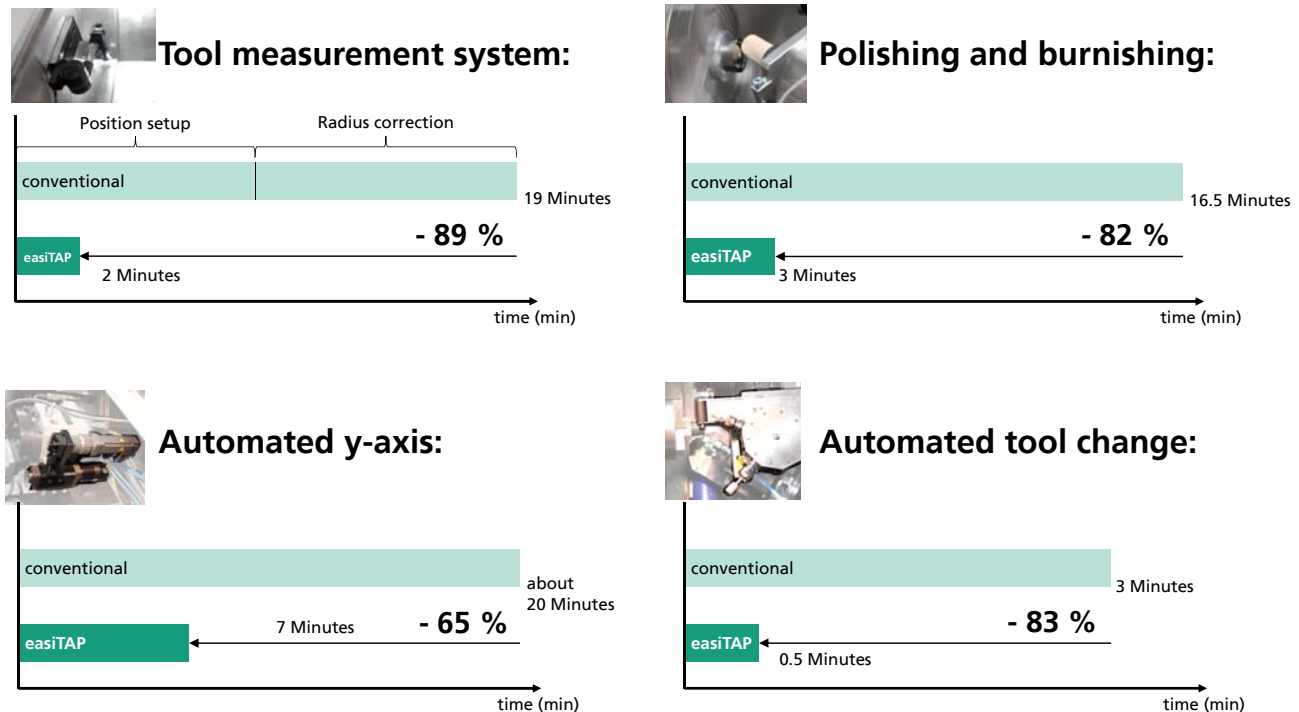 Tool measurement system:
Position setup
Radius correction
conventional
19 Minutes
- 89 %
easiTAP
2 Minutes
time (min)
Polishing and burnishing:
conventional
16.5 Minutes
- 82 %
easiTAP
3 Minutes
time (min)
Automated y-axis:
conventional
about
20 Minutes
7 Minutes
- 65 %
easiTAP
time (min)
Automated tool change:
conventional
3 Minutes
- 83 %
easiTAP
0.5 Minutes
time (min)